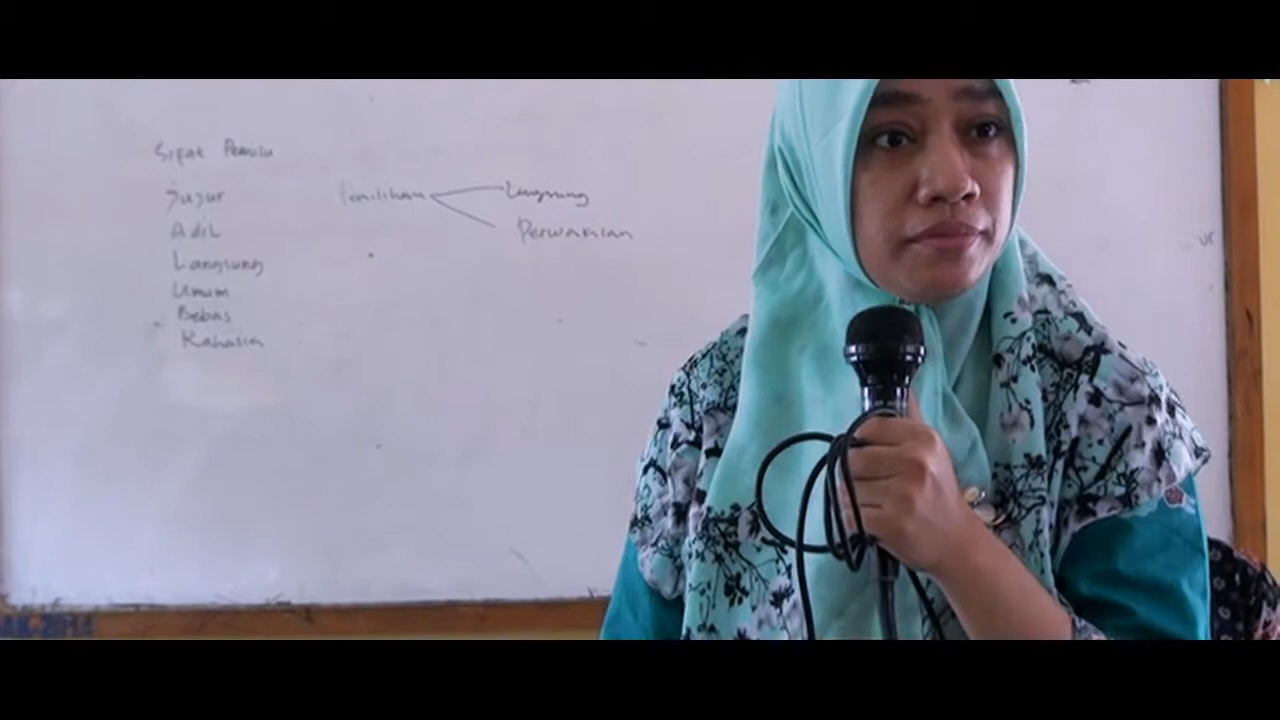 Sifat Pemilu
Jujur
Adil
Langsung
Umum
Bebas
Rahasia
Pemilihan
Langsung
Perwakilan